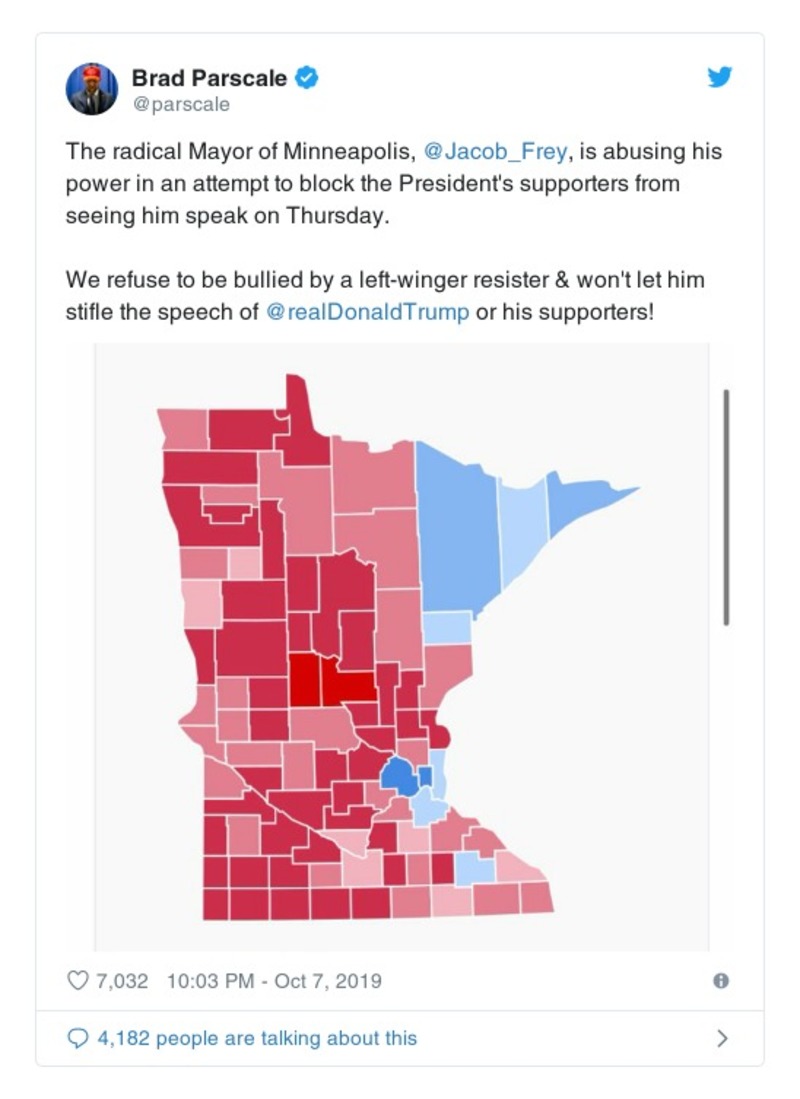 Brad Parscale
@parscale
The radical Mayor of Minneapolis, @Jacob_Frey, is abusing his
power in an attempt to block the President's supporters from
seeing him speak on Thursday.
We refuse to be bullied by a left-winger resister & won't let him
stifle the speech of @realDonaldTrump or his supporters!
7,032 10:03 PM - Oct 7, 2019
4,182 people are talking about this